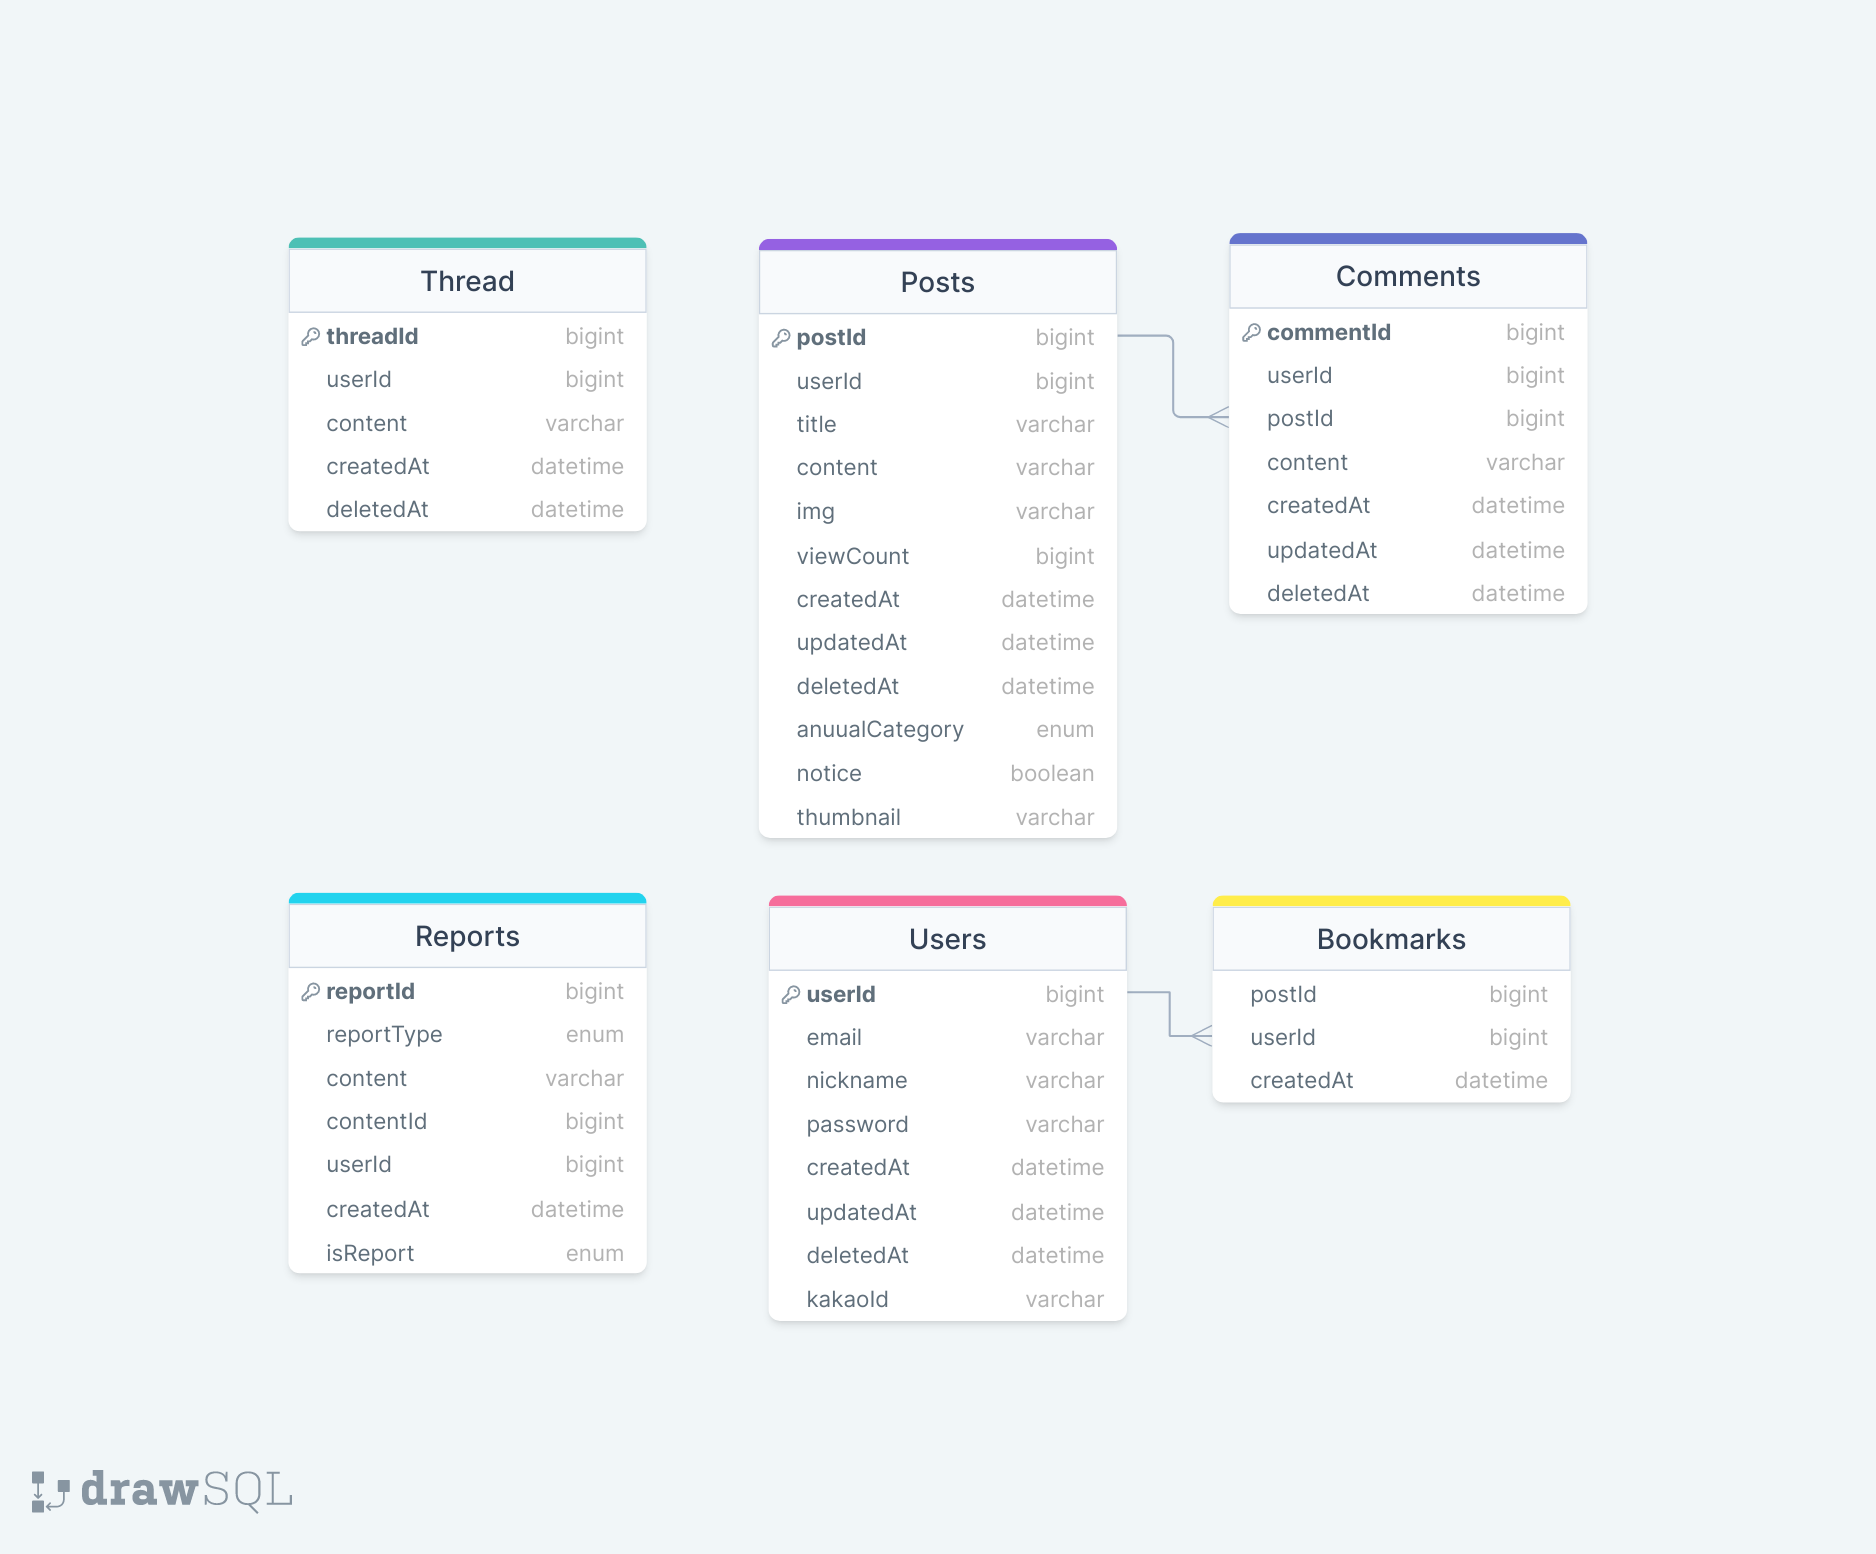 Thread
threadId bigint
userId bigint
content varchar
createdAt datetime
deletedAt datetime
Posts
postId bigint
userId bigint
title varchar
content varchar
img varchar
viewCount bigint
createdAt datetime
updatedAt datetime
deletedAt datetime
anuualCategory enum
notice boolean
thumbnail varchar
Comments
commentId bigint
userId bigint
postId bigint
content varchar
createdAt datetime
updatedAt datetime
deletedAt datetime
Reports
reportId bigint
reportType enum
content varchar
contentId bigint
userId bigint
createdAt datetime
isReport enum
Users
userId bigint
email varchar
nickname varchar
password varchar
createdAt datetime
updatedAt datetime
deletedAt datetime
kakaoId varchar
Bookmarks
postId bigint
userId bigint
createdAt datetime
drawSQL